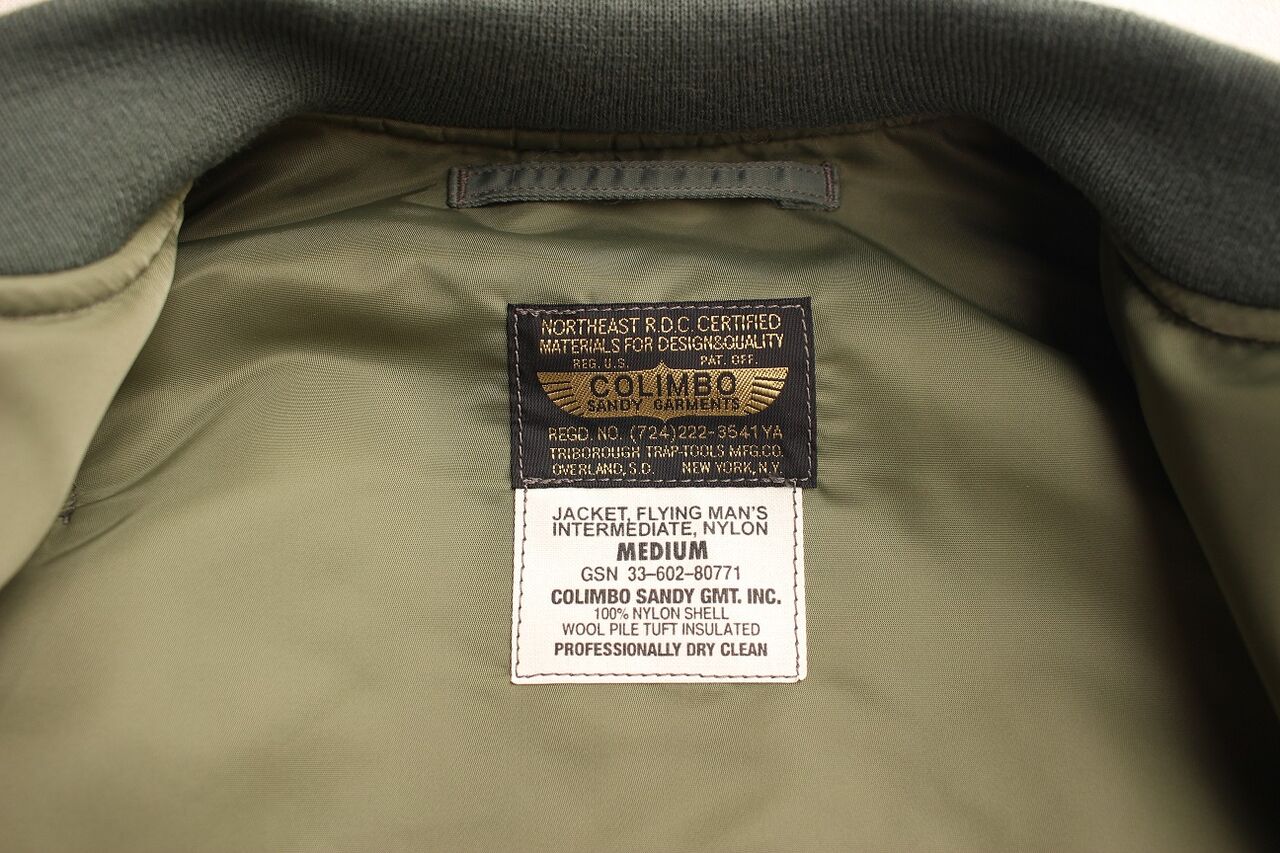 NORTHEAST R.D.C. CERTIFIED
MATERIALS FOR DESIGN&QUALITY
REG. U.S. PAT. OFF.
COLIMBO
SANDY GARMENTS
REGD. NO. (724)222-3541YA
TRIBOROUGH TRAP-TOOLS MFG.CO.
OVERLAND, S.D. NEW YORK, N.Y.
JACKET, FLYING MAN'S
INTERMEDIATE, NYLON
MEDIUM
GSN 33-602-80771
COLIMBO SANDY GMT. INC.
100% NYLON SHELL
WOOL PILE TUFT INSULATED
PROFESSIONALLY DRY CLEAN